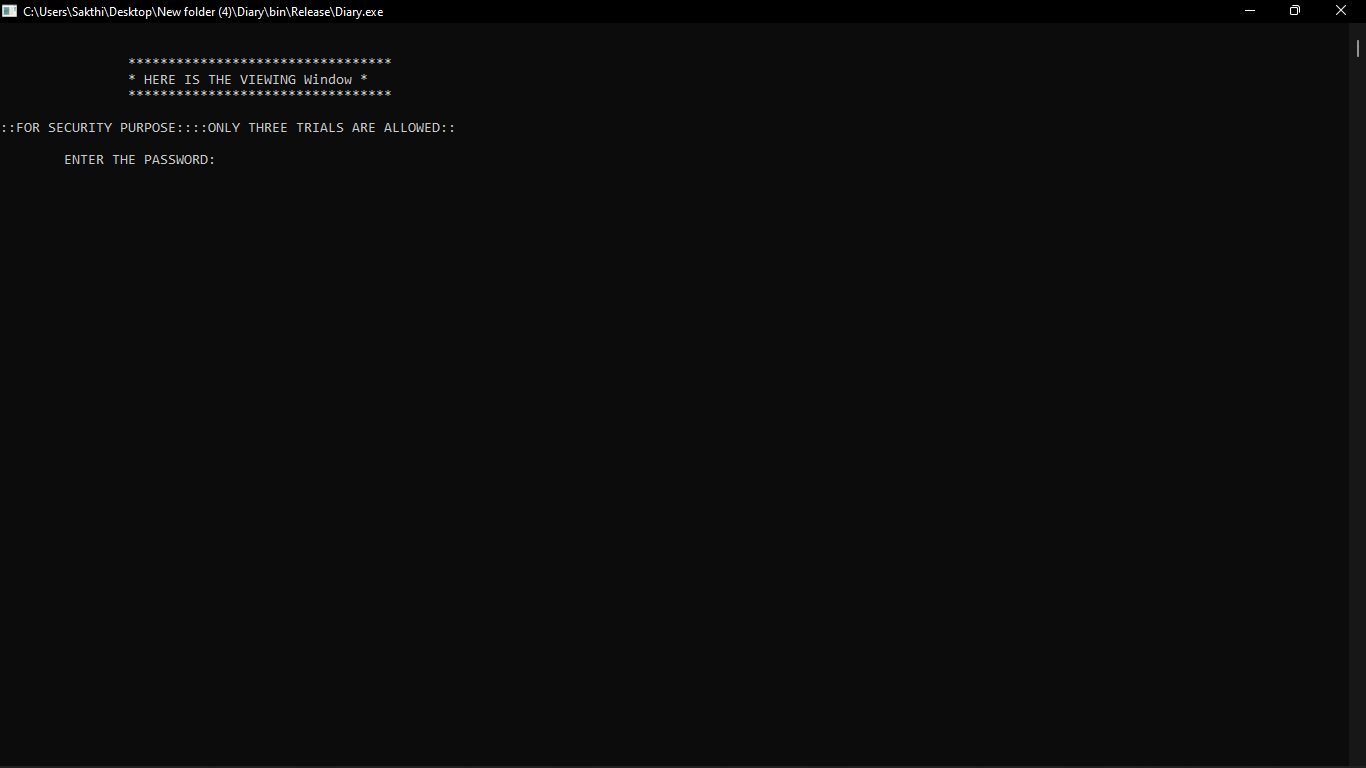 C:\Users\Sakthi\Desktop\New folder (4)\Diary\bin\Release\Diary.exe
*********************************
* HERE IS THE VIEWING Window *
*********************************
::FOR SECURITY PURPOSE::::ONLY THREE TRIALS ARE ALLOWED::
ENTER THE PASSWORD: